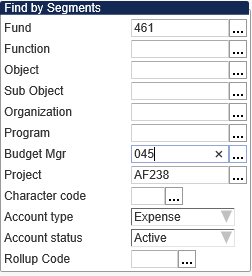 Find by Segments
Fund 461 ...
Function ...
Object ...
Sub Object ...
Organization ...
Program ...
Budget Mgr 045 × ...
Project AF238 ...
Character code ...
Account type Expense
Account status Active
Rollup Code ...